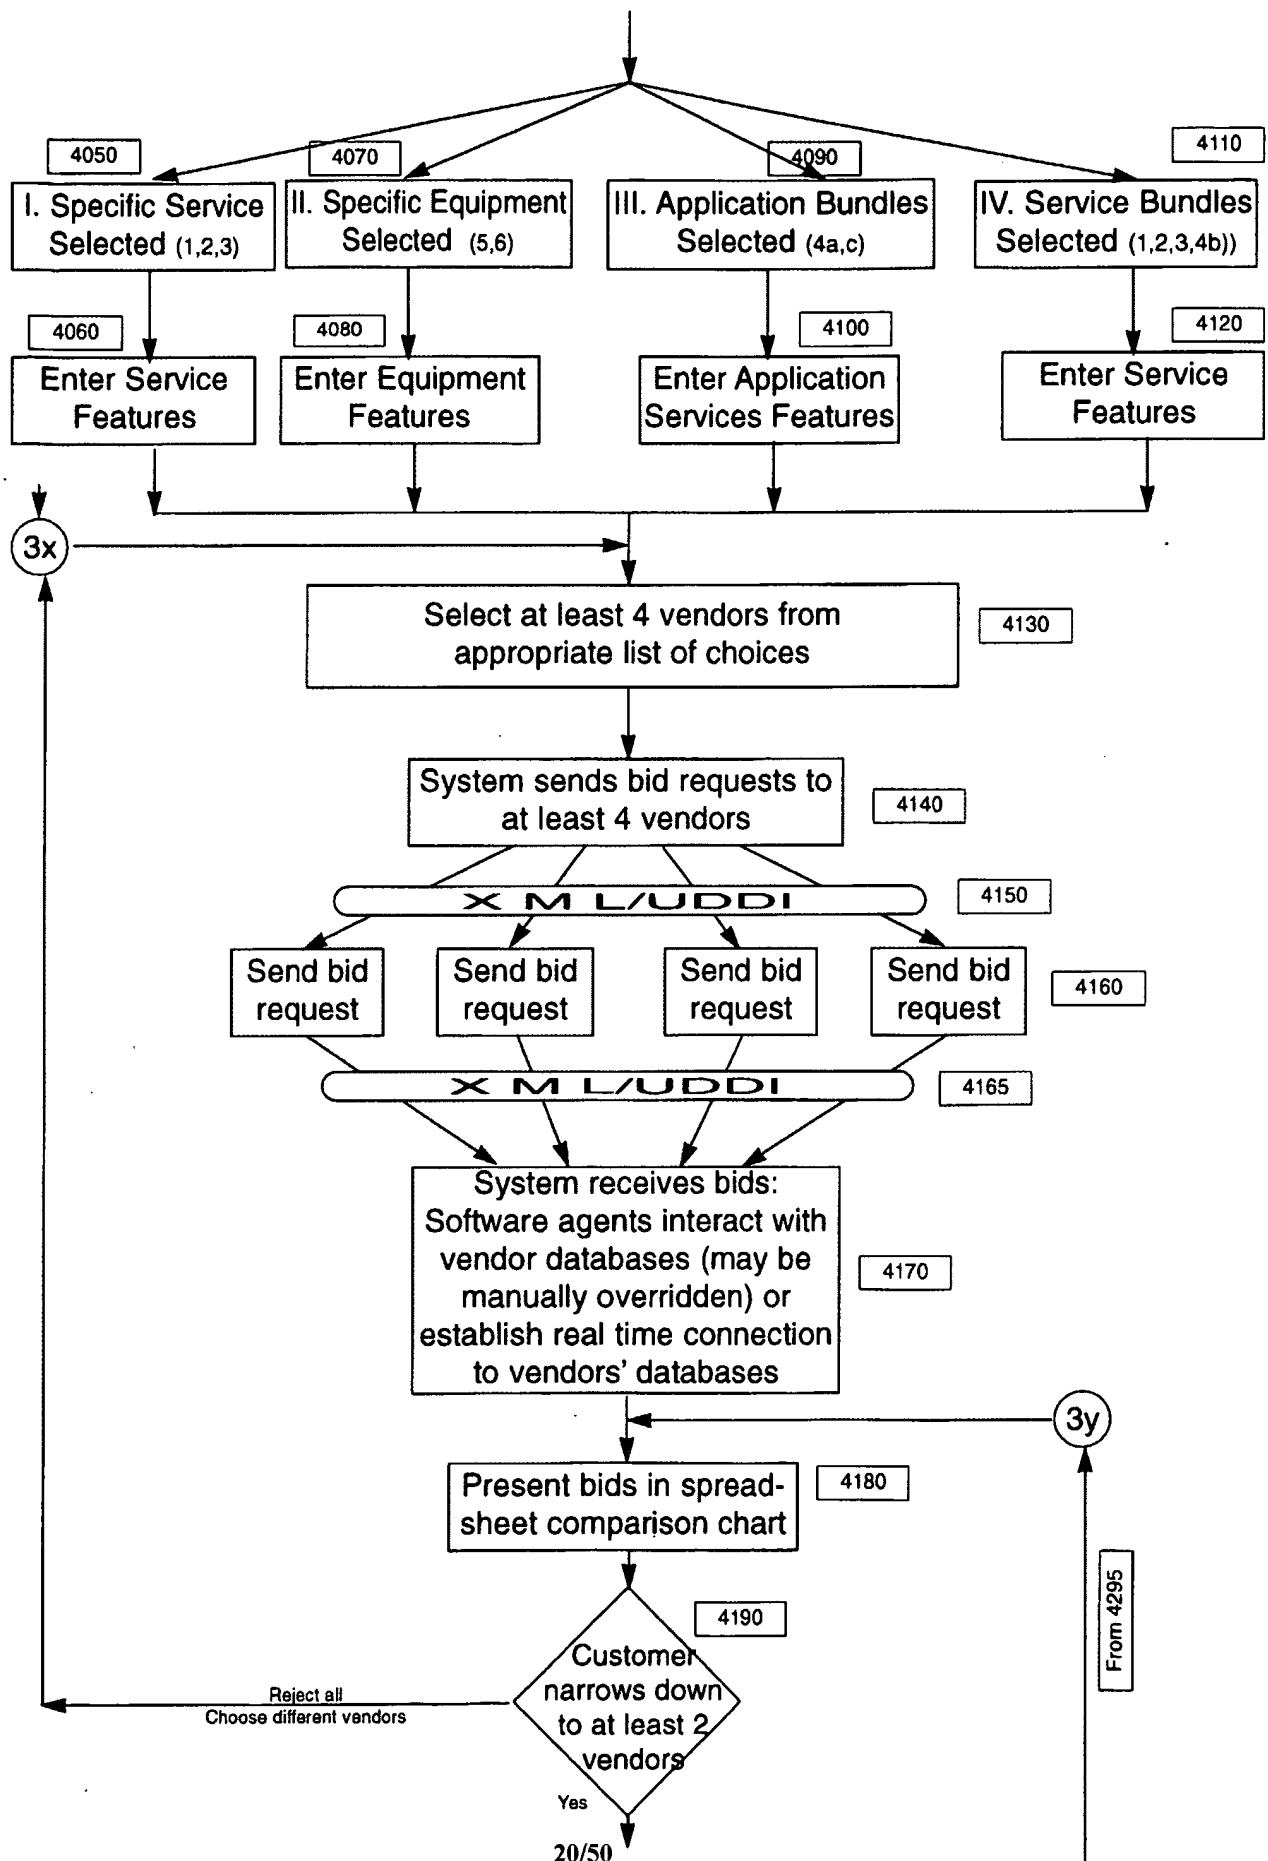 4050
4070
4090
4110
I. Specific Service
Selected (1,2,3)
II. Specific Equipment
Selected (5,6)
III. Application Bundles
Selected (4a,c)
IV. Service Bundles
Selected (1,2,3,4b))
4060
4080
4100
4120
Enter Service
Features
Enter Equipment
Features
Enter Application
Services Features
Enter Service
Features
3x
Select at least 4 vendors from
appropriate list of choices
4130
System sends bid requests to
at least 4 vendors
4140
X M L/UDDI
4150
Send bid
request
Send bid
request
Send bid
request
Send bid
request
4160
X M L/UDDI
4165
System receives bids:
Software agents interact with
vendor databases (may be
manually overridden) or
establish real time connection
to vendors' databases
4170
3y
Present bids in spread-
sheet comparison chart
4180
From 4295
4190
Customer
narrows down
to at least 2
vendors
Reject all
Choose different vendors
Yes
20/50